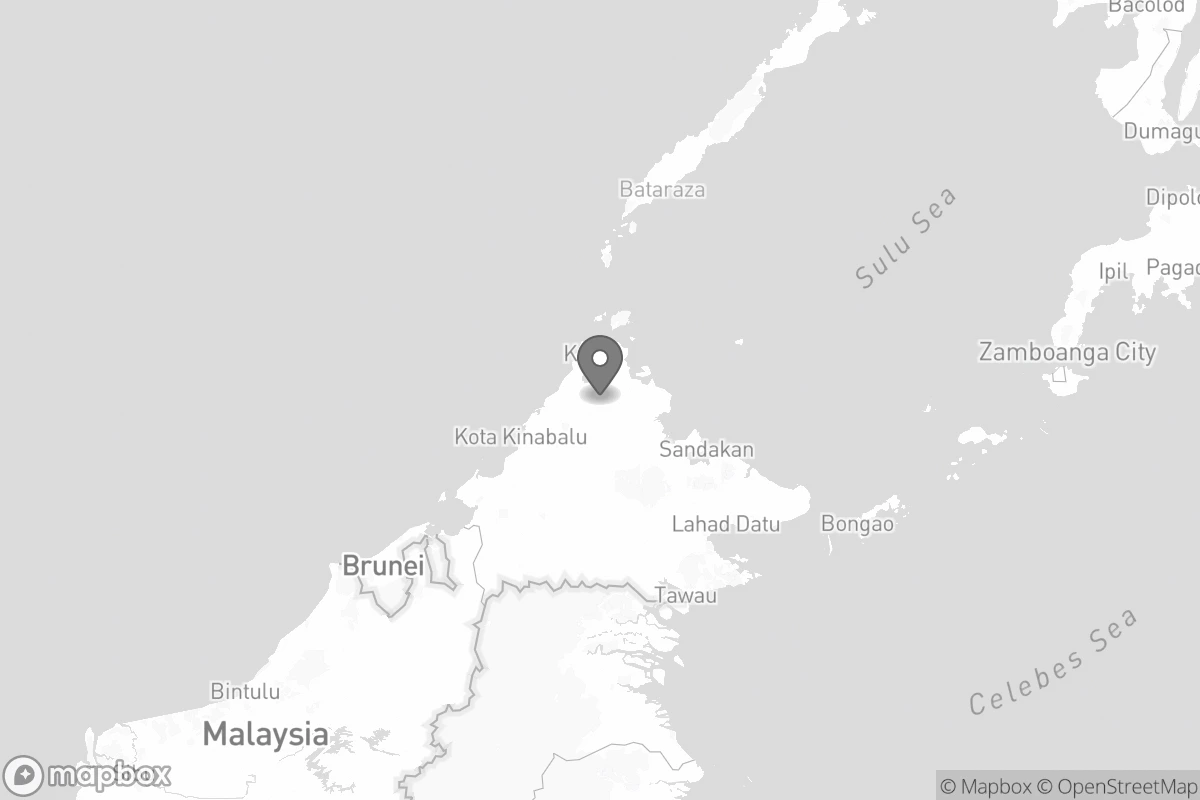 Bacolod
Dumagu
Bataraza
Dipolo
Sulu Sea
Ipil
Pagad
Zamboanga City
Kota Kinabalu
Sandakan
Lahad Datu
Bongao
Brunei
Tawau
Celebes Sea
Bintulu
Malaysia
mapbox
© Mapbox © OpenStreetMap